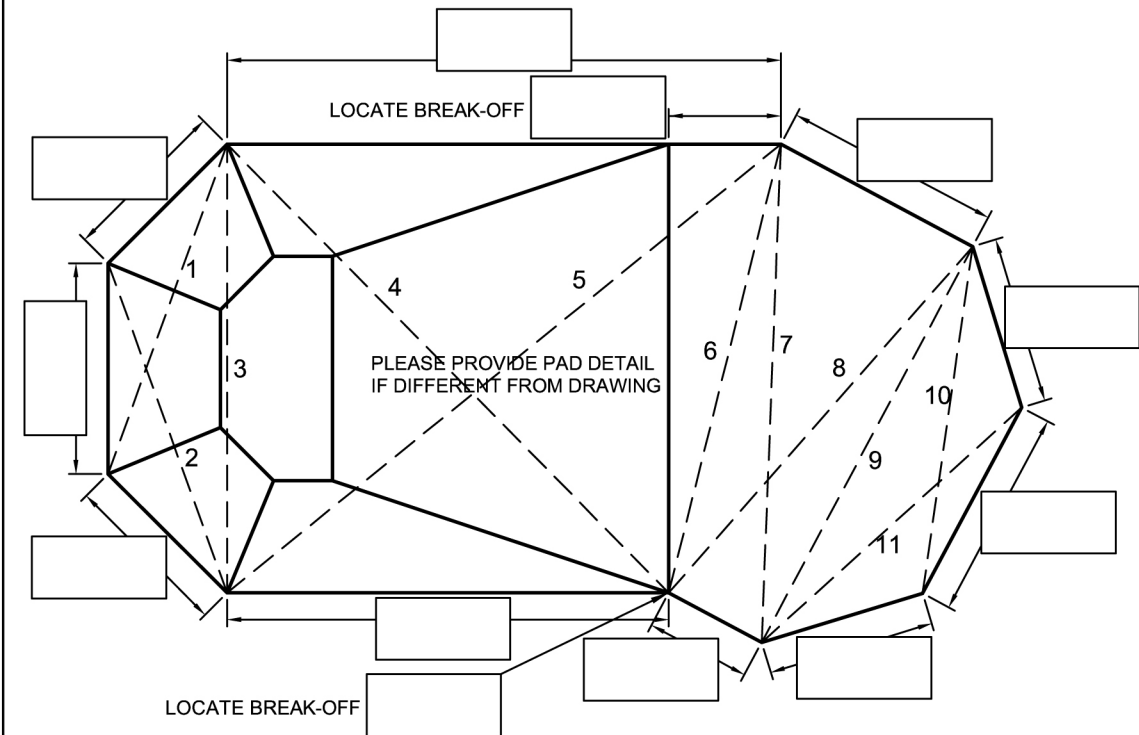 LOCATE BREAK-OFF
1
4
5
3
6
7
8
PLEASE PROVIDE PAD DETAIL
IF DIFFERENT FROM DRAWING
10
2
9
11
LOCATE BREAK-OFF